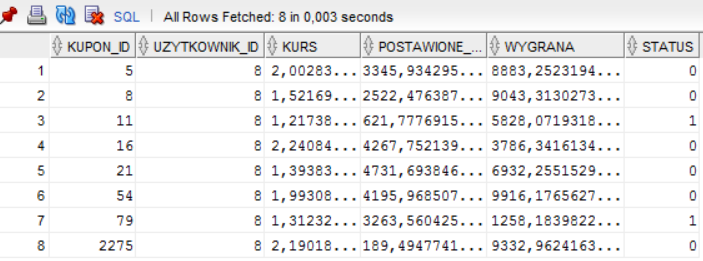 SQL | All Rows Fetched: 8 in 0,003 seconds
KUPON_ID UZYTKOWNIK_ID KURS POSTAWIONE_... WYGRANA STATUS
1 5 8 2,00283... 3345,934295... 8883,2523194... 0
2 8 8 1,52169... 2522,476387... 9043,3130273... 0
3 11 8 1,21738... 621,7776915... 5828,0719318... 1
4 16 8 2,24084... 4267,752139... 3786,3416134... 0
5 21 8 1,39383... 4731,693846... 6932,2551529... 0
6 54 8 1,99308... 4195,968507... 9916,1765627... 0
7 79 8 1,31232... 3263,560425... 1258,1839822... 1
8 2275 8 2,19018... 189,4947741... 9332,9624163... 0